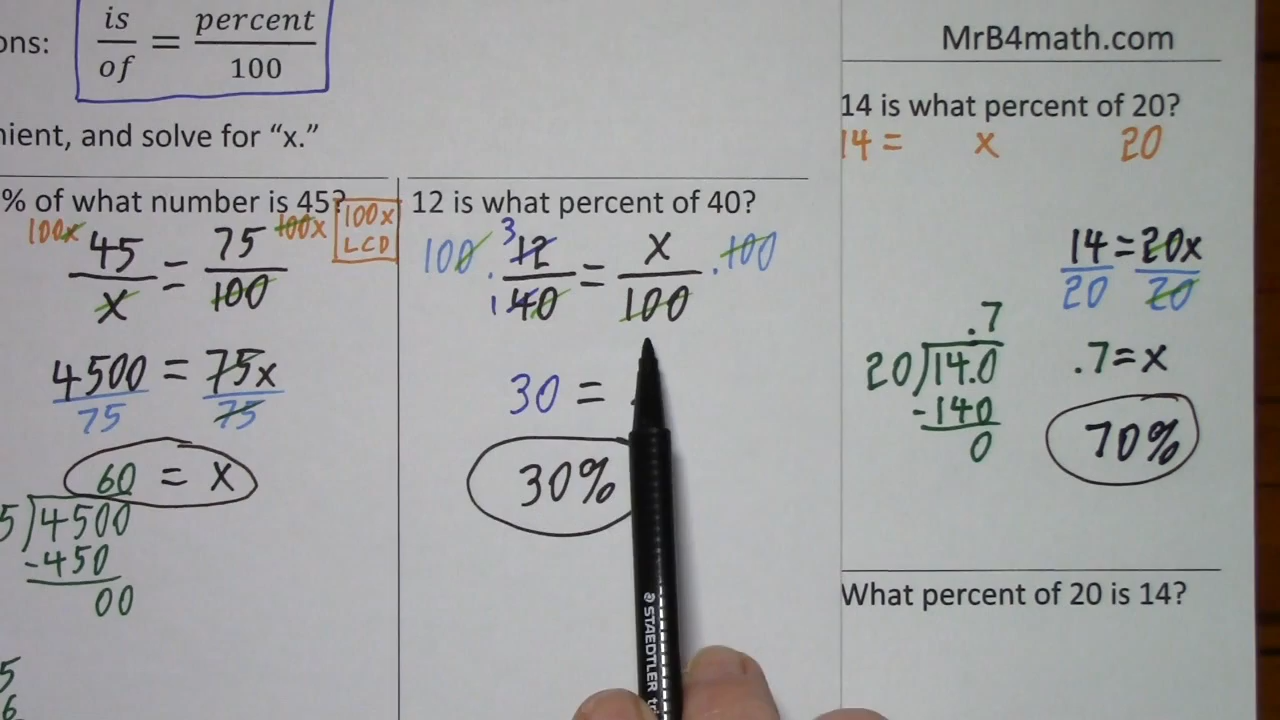 ons: is/of = percent/100
nient, and solve for “x.”
% of what number is 45?
100x 45/x = 75/100 100x
100x
LCD
4500/75 = 75x/75
60 = x
5)4500
-450
00
5
6
12 is what percent of 40?
100 · 3 12/1 40 = x/100 · 100
30 =
30%
STAEDTLER
MrB4math.com
14 is what percent of 20?
14 = x 20
14/20 = 20x/20
.7
20)14.0
-140
0
.7 = x
70%
What percent of 20 is 14?